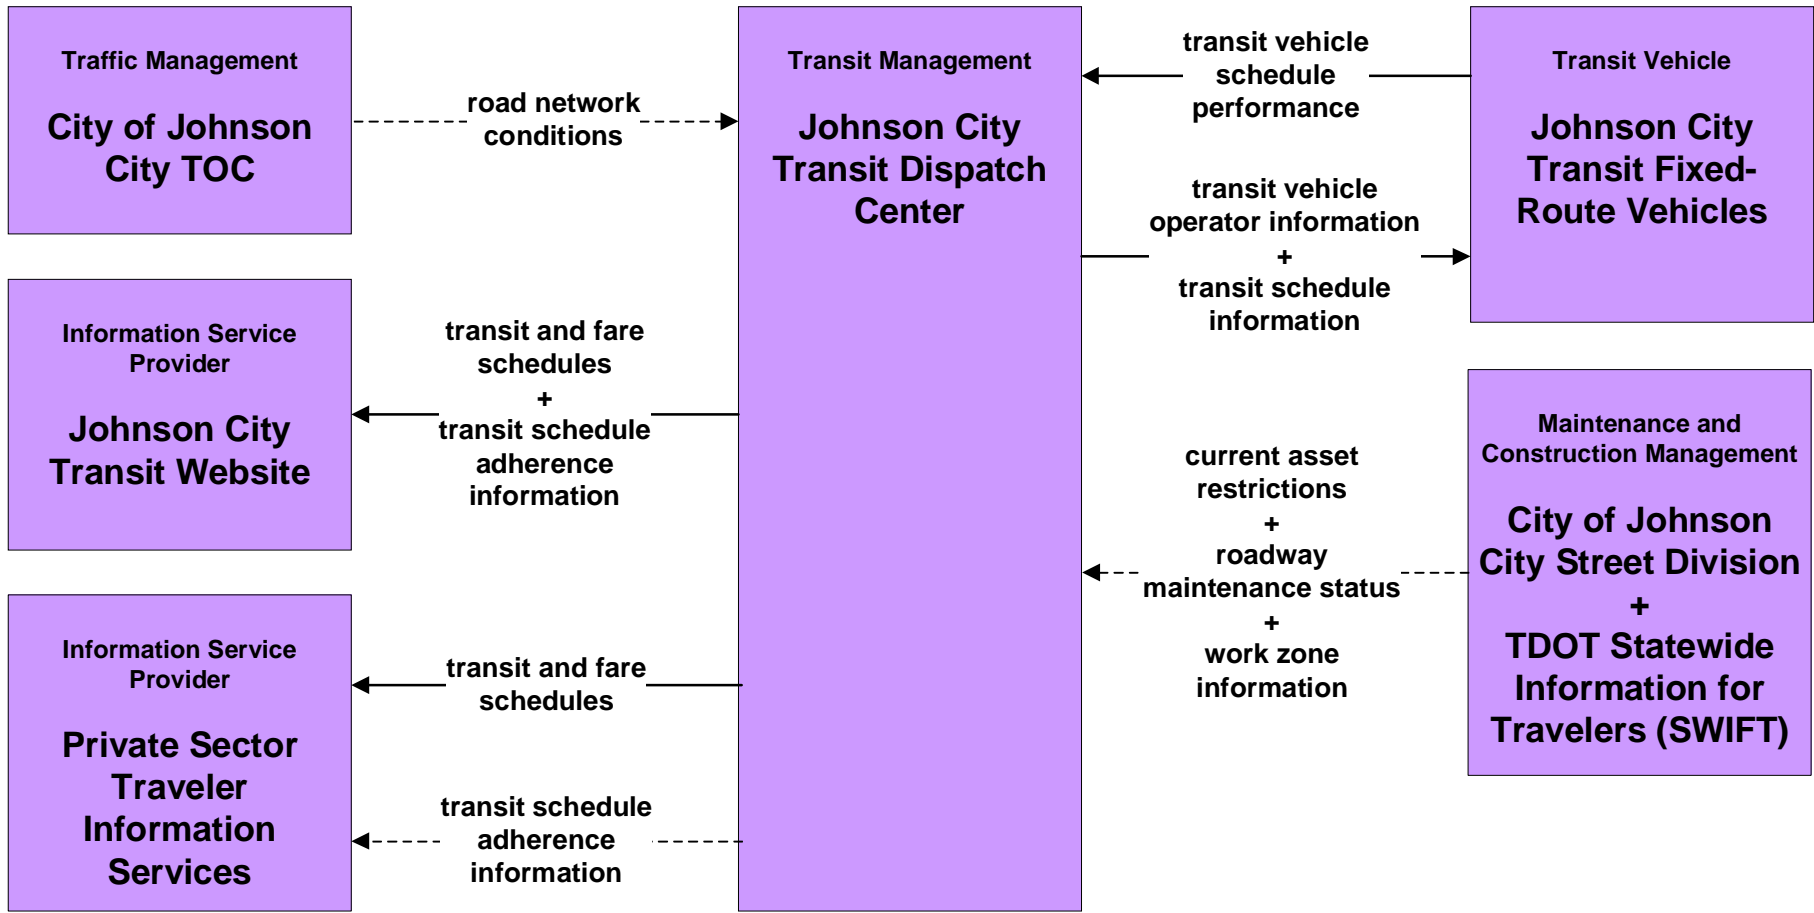 Traffic Management
City of Johnson
City TOC
road network
conditions
Information Service
Provider
Johnson City
Transit Website
transit and fare
schedules
+
transit schedule
adherence
information
Information Service
Provider
Private Sector
Traveler
Information
Services
transit and fare
schedules
transit schedule
adherence
information
Transit Management
Johnson City
Transit Dispatch
Center
transit vehicle
schedule
performance
transit vehicle
operator information
+
transit schedule
information
Transit Vehicle
Johnson City
Transit Fixed-
Route Vehicles
current asset
restrictions
+
roadway
maintenance status
+
work zone
information
Maintenance and
Construction Management
City of Johnson
City Street Division
+
TDOT Statewide
Information for
Travelers (SWIFT)